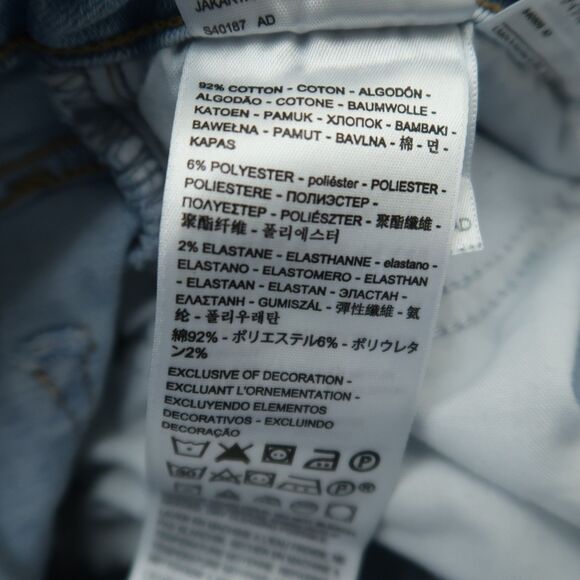 S40187 AD
92% COTTON - COTON - ALGODÓN -
ALGODÃO - COTONE - BAUMWOLLE -
KATOEN - PAMUK - ХЛОПОК - BAMBAKI -
BAWEŁNA - PAMUT - BAVLNA - 棉 - 면 -
KAPAS
6% POLYESTER - poliéster - POLIESTER -
POLIESTERE - ПОЛИЭСТЕР -
ΠΟΛΥΕΣΤΕΡ - POLIÉSZTER - 聚酯纖維 -
聚酯纤维 - 폴리에스터
2% ELASTANE - ELASTHANNE - elastano -
ELASTANO - ELASTOMERO - ELASTHAN
- ELASTAAN - ELASTAN - ЭЛАСТАН -
ΕΛΑΣΤΑΝΗ - GUMISZÁL - 彈性纖維 - 氨
纶 - 폴리우레탄
綿92% - ポリエステル6% - ポリウレタ
ン2%
EXCLUSIVE OF DECORATION -
EXCLUANT L'ORNEMENTATION -
EXCLUYENDO ELEMENTOS
DECORATIVOS - EXCLUINDO
DECORAÇÃO
AD